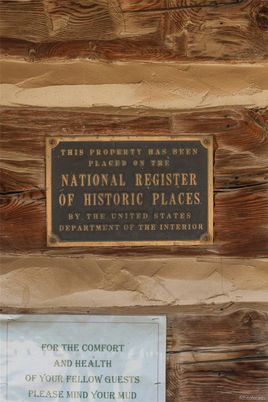 THIS PROPERTY HAS BEEN
PLACED ON THE
NATIONAL REGISTER
OF HISTORIC PLACES
BY THE UNITED STATES
DEPARTMENT OF THE INTERIOR
FOR THE COMFORT
AND HEALTH
OF YOUR FELLOW GUESTS
PLEASE MIND YOUR MUD